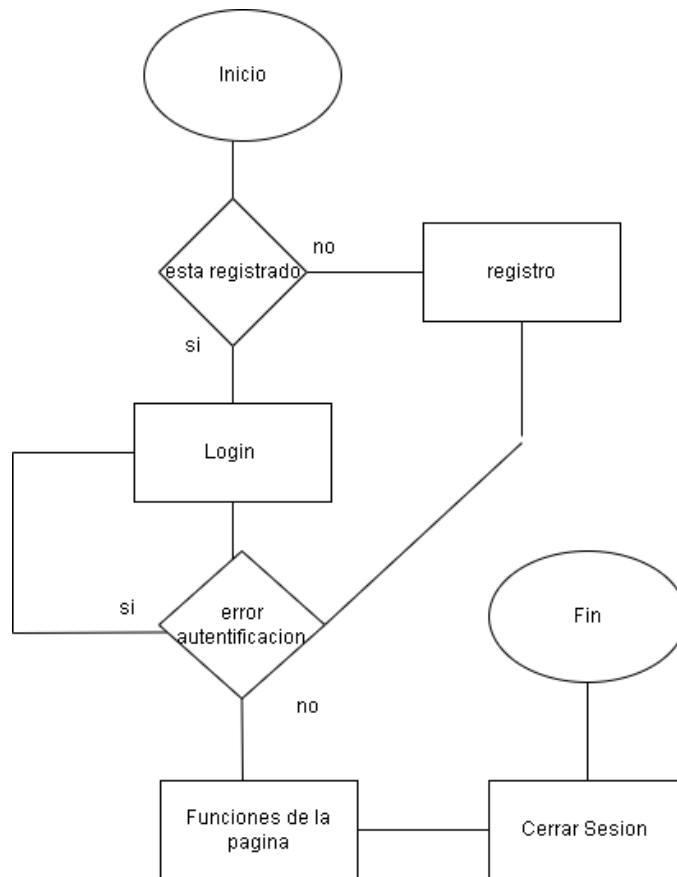 Inicio
no
esta registrado
registro
si
Login
si
error
autentificacion
Fin
no
Funciones de la
pagina
Cerrar Sesion